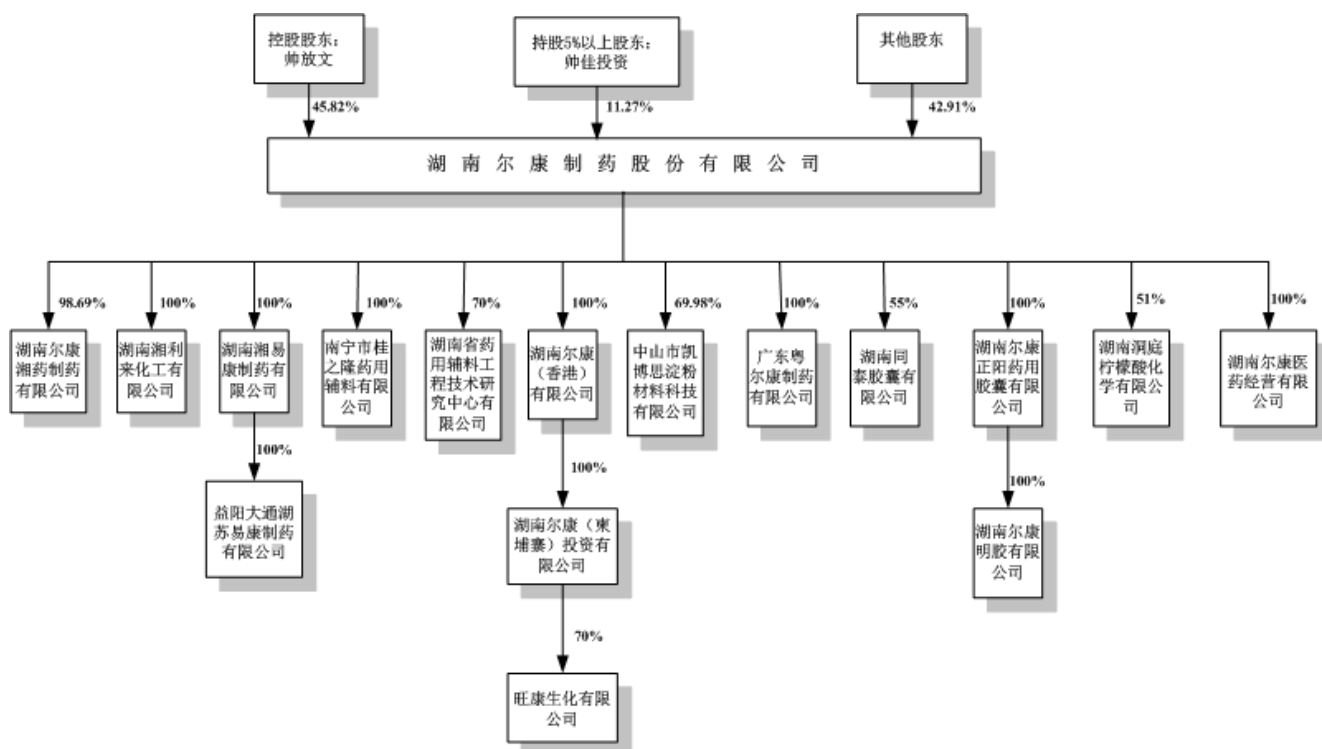 控股股东：
帅放文
持股5%以上股东：
帅佳投资
其他股东
45.82%
11.27%
42.91%
湖南尔康制药股份有限公司
98.69%
100%
100%
100%
70%
100%
69.98%
100%
55%
100%
51%
100%
湖南尔康
湘药制药
有限公司
湖南湘利
来化工有
限公司
湖南湘易
康制药有
限公司
南宁市桂
之隆药用
辅料有限
公司
湖南省药
用辅料工
程技术研
究中心有
限公司
湖南尔康
（香港）
有限公司
中山市凯
博思淀粉
材料科技
有限公司
广东粤
尔康制药
有限公司
湖南同
泰胶囊有
限公司
湖南尔康
正阳药用
胶囊有限
公司
湖南洞庭
柠檬酸化
学有限公
司
湖南尔康医
药经营有限
公司
100%
100%
100%
益阳大通湖
苏易康制药
有限公司
湖南尔康（柬
埔寨）投资有
限公司
湖南尔康
明胶有限
公司
70%
旺康生化有限
公司